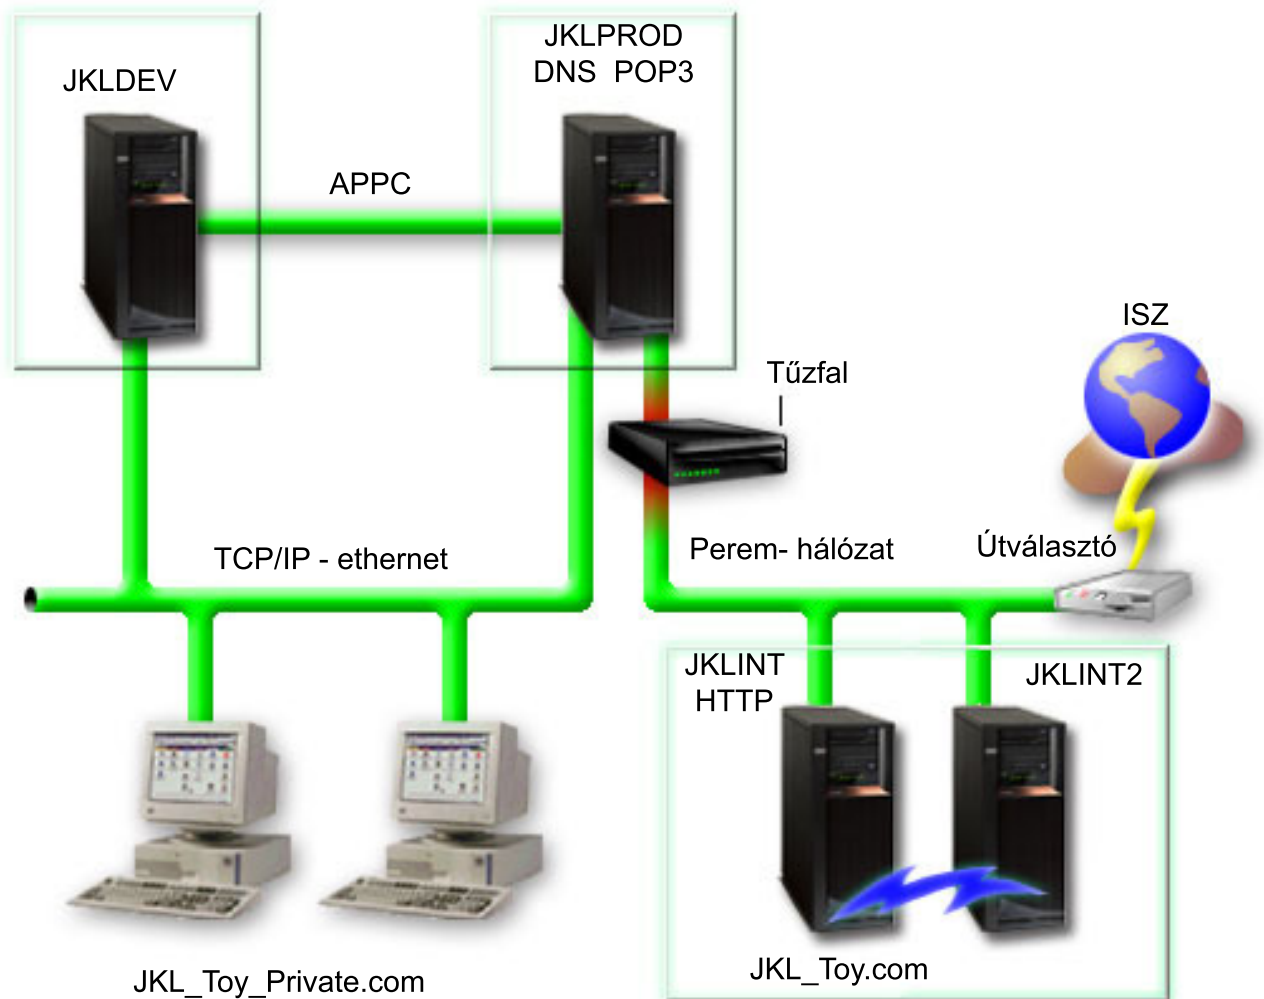 JKLDEV
JKLPROD
DNS POP3
APPC
ISZ
Tűzfal
TCP/IP - ethernet
Perem- hálózat
Útválasztó
JKLINT
HTTP
JKLINT2
JKL_Toy_Private.com
JKL_Toy.com